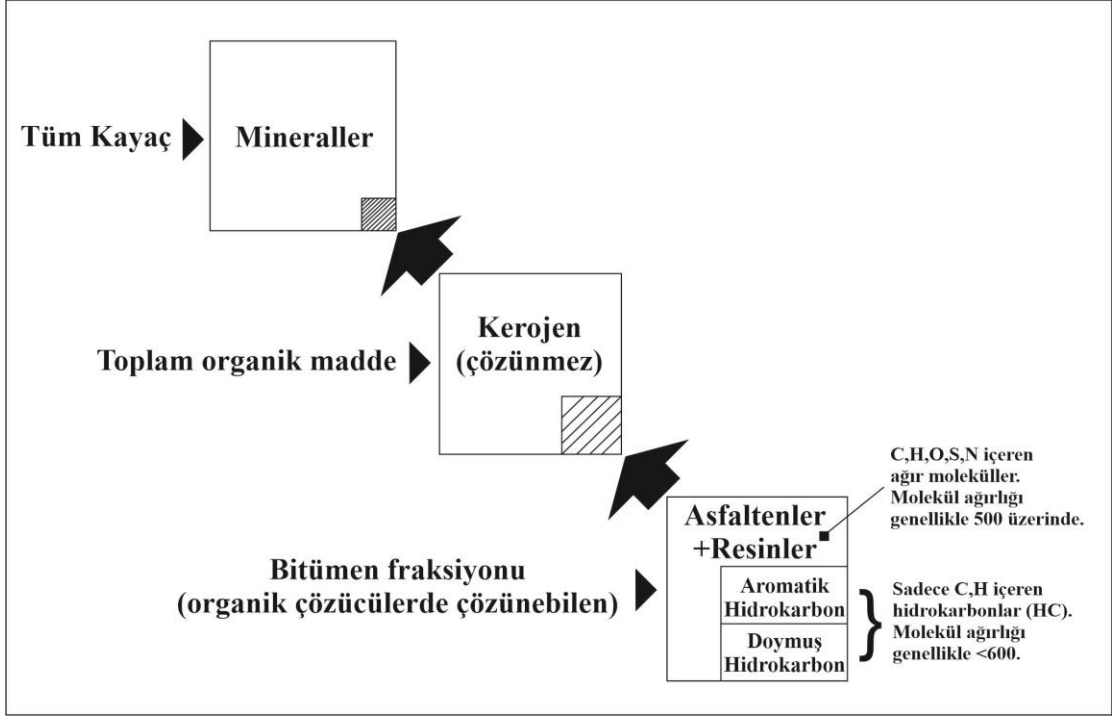 Tüm Kayaç
Mineraller
Toplam organik madde
Kerojen
(çözünmez)
Bitümen fraksiyonu
(organik çözücülerde çözünebilen)
Asfaltenler
+Resinler
Aromatik
Hidrokarbon
Doymuş
Hidrokarbon
C,H,O,S,N içeren
ağır moleküller.
Molekül ağırlığı
genellikle 500 üzerinde.
Sadece C,H içeren
hidrokarbonlar (HC).
Molekül ağırlığı
genellikle <600.